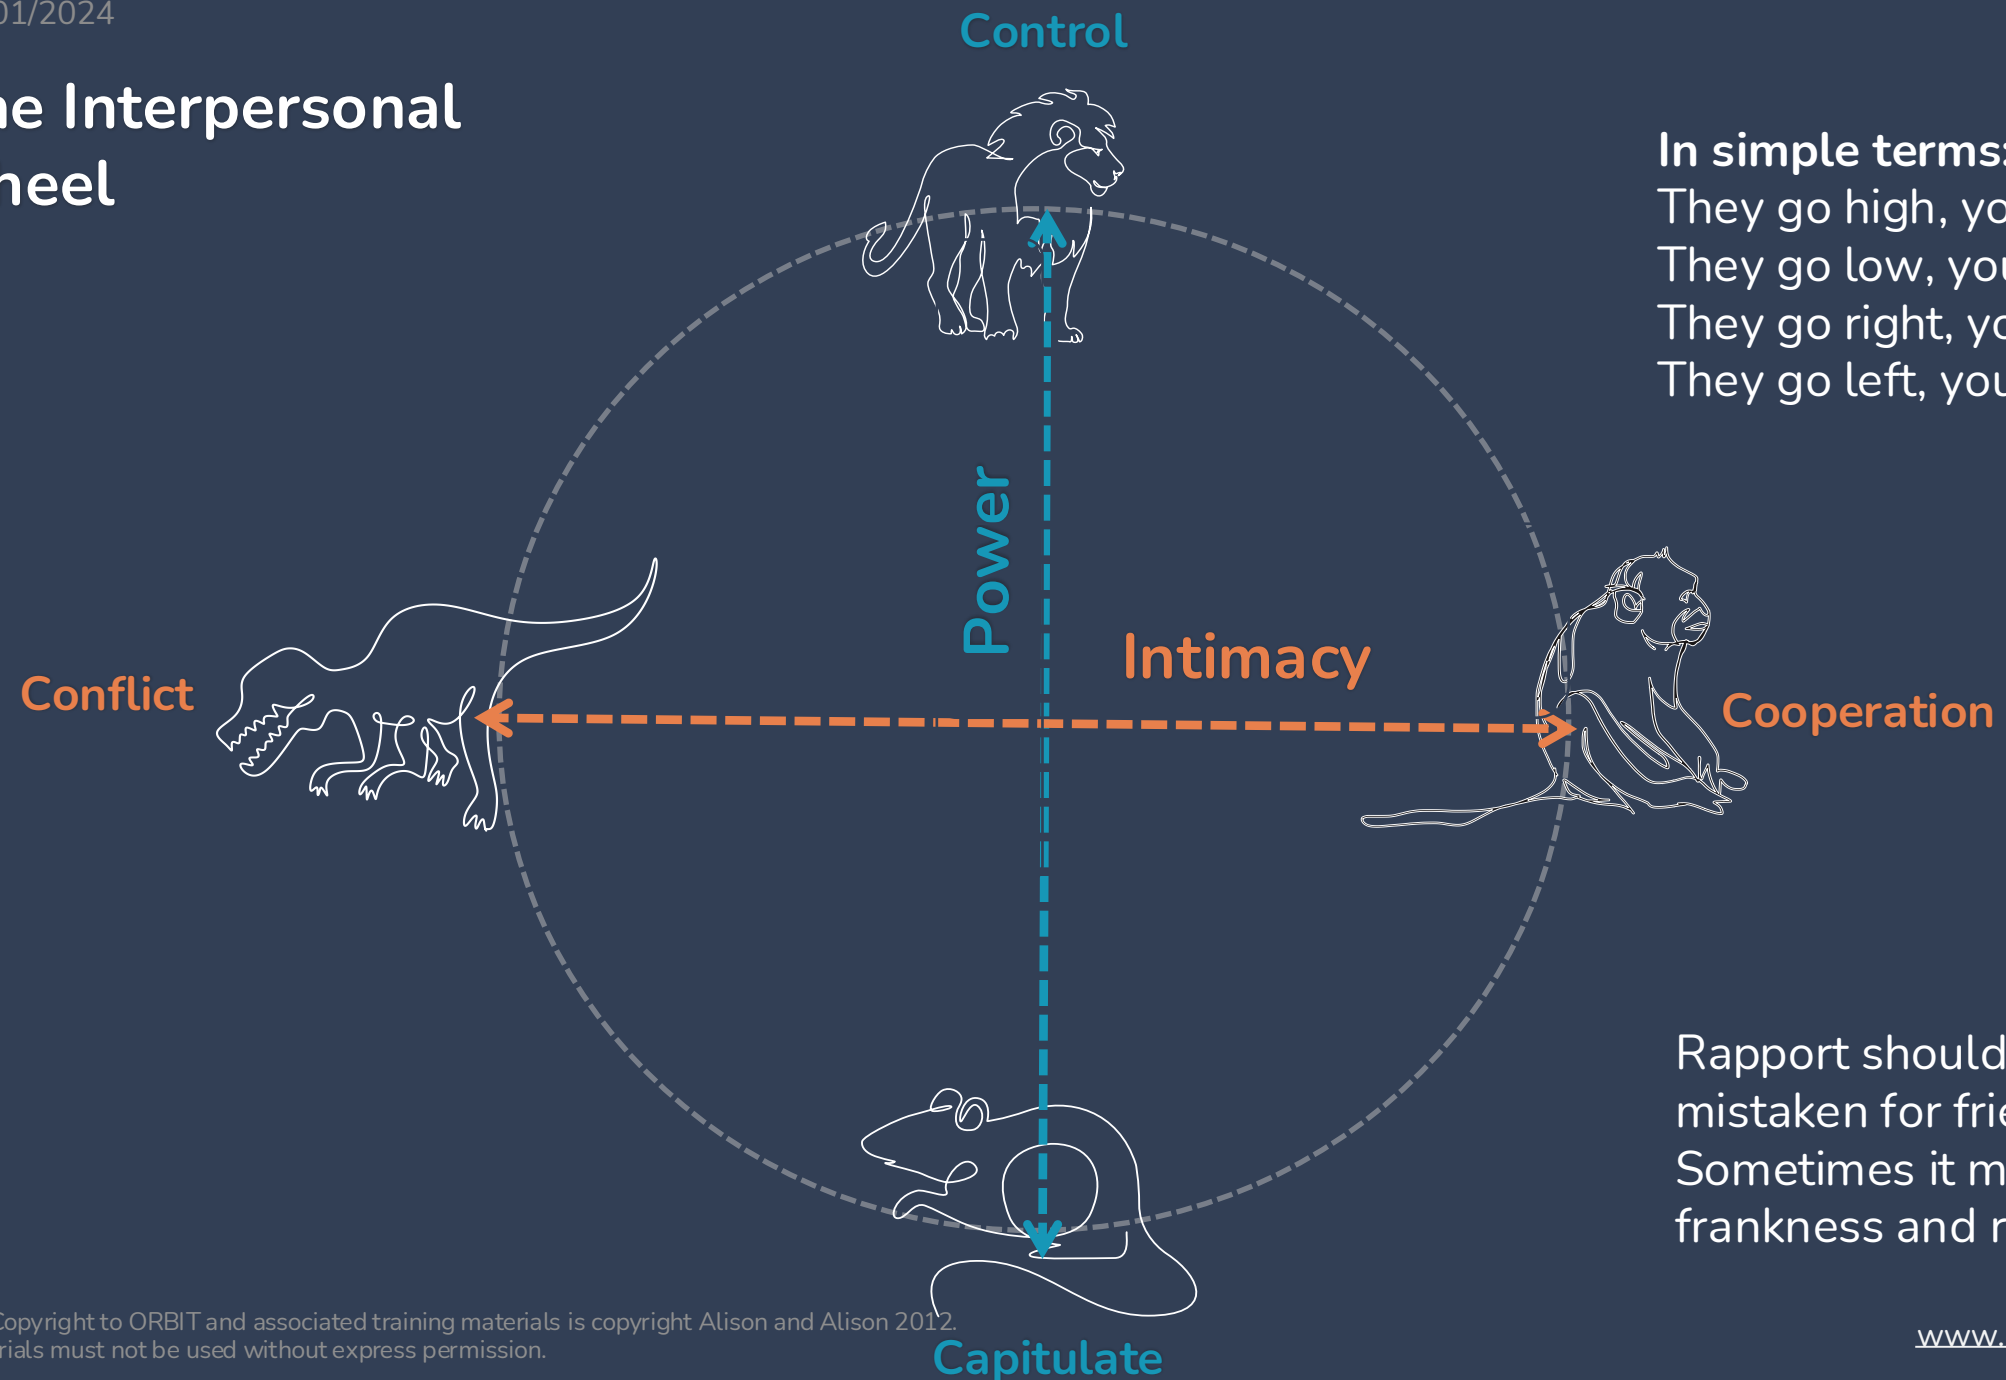 01/2024
Control
he Interpersonal
heel
In simple terms:
They go high, yo
They go low, you
They go right, yo
They go left, you
Power
Intimacy
Conflict
Cooperation
Rapport should
mistaken for frie
Sometimes it m
frankness and r
Copyright to ORBIT and associated training materials is copyright Alison and Alison 2012.
rials must not be used without express permission.
www.
Capitulate